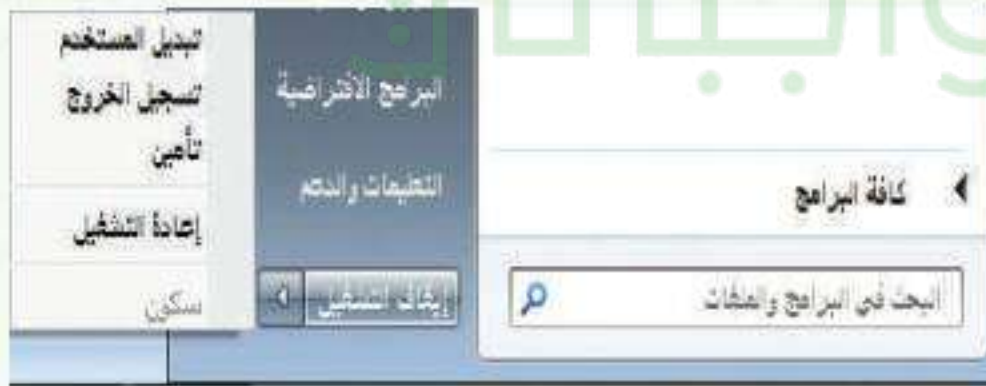 كافة البرامج
البحث في البرامج والملفات
البرامج الافتراضية
التعليمات والدعم
إيقاف التشغيل
تبديل المستخدم
تسجيل الخروج
تأمين
إعادة التشغيل
سكون